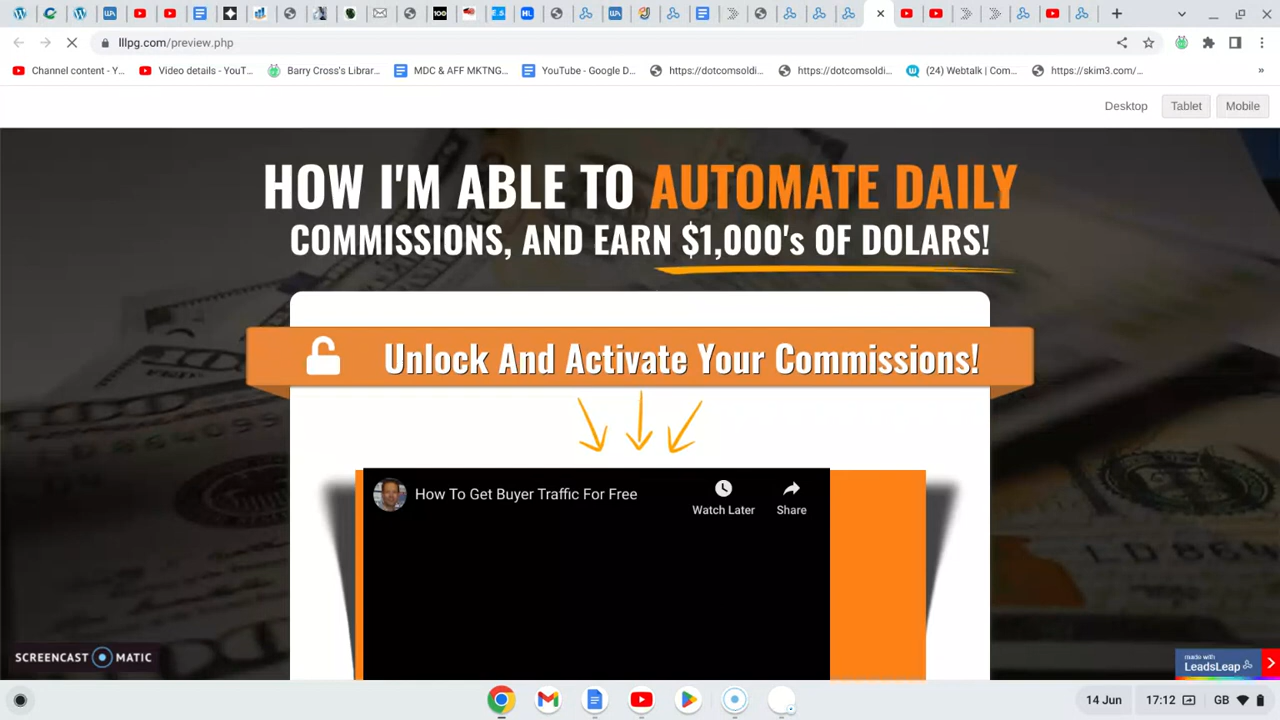 lllpg.com/preview.php
Channel content - Y...
Video details - YouT...
Barry Cross's Librar...
MDC & AFF MKTNG...
YouTube - Google D...
https://dotcomsoldi...
https://dotcomsoldi...
(24) Webtalk | Com...
https://skim3.com/...
»
Desktop
Tablet
Mobile
HOW I'M ABLE TO AUTOMATE DAILY
COMMISSIONS, AND EARN $1,000's OF DOLARS!
Unlock And Activate Your Commissions!
How To Get Buyer Traffic For Free
Watch Later
Share
SCREENCAST MATIC
made with
LeadsLeap
14 Jun
17:12
GB